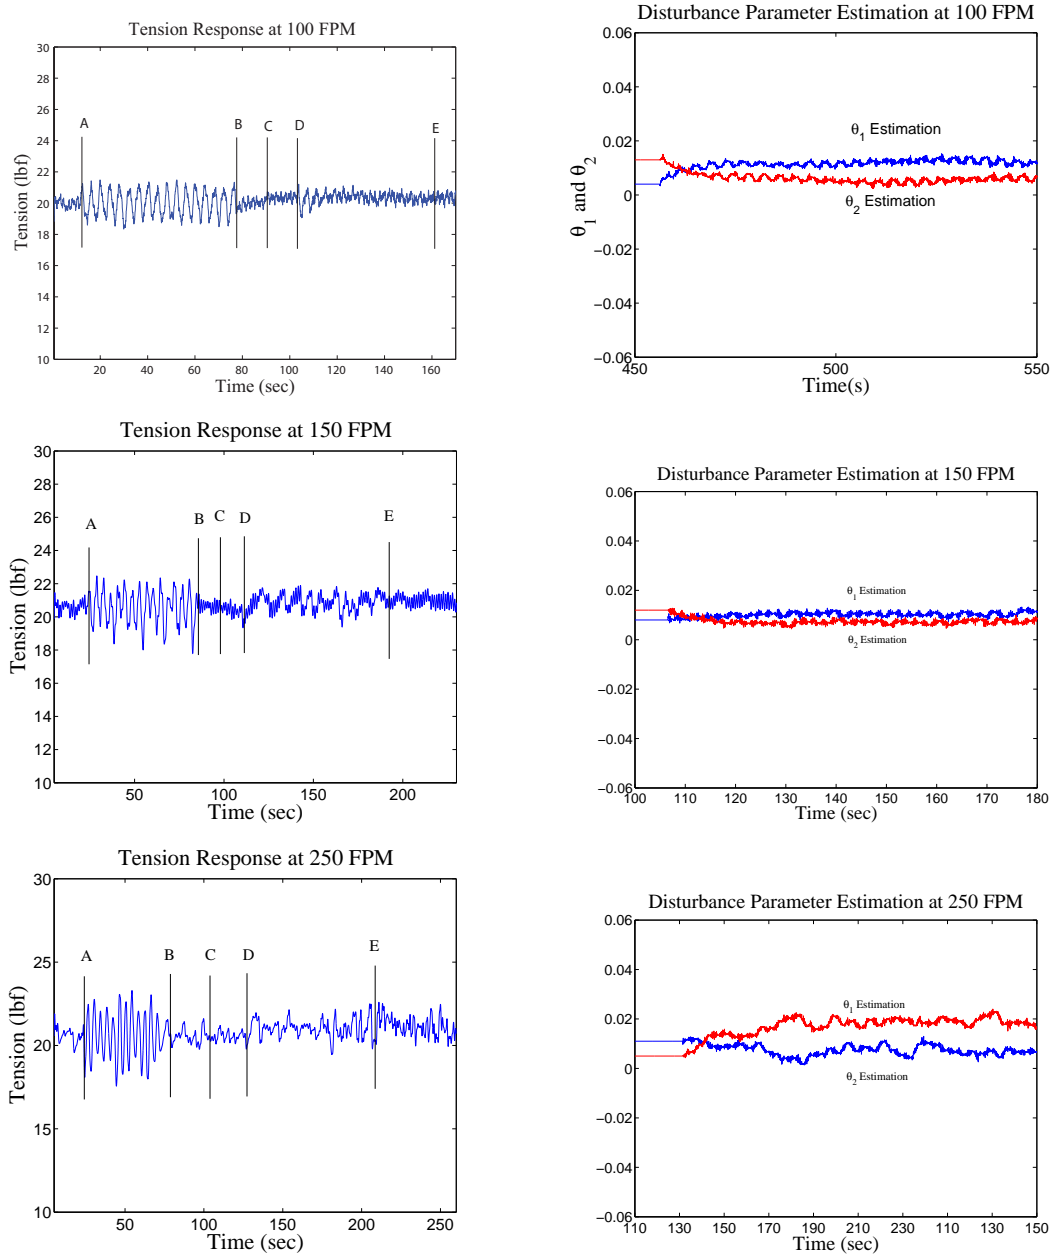 Tension Response at 100 FPM
30
28
26
24
22
20
18
16
14
12
10
Tension (lbf)
A
B
C
D
E
20 40 60 80 100 120 140 160
Time (sec)
Disturbance Parameter Estimation at 100 FPM
0.06
0.04
0.02
0
−0.02
−0.04
−0.06
θ1 and θ2
θ1 Estimation
θ2 Estimation
450 500 550
Time(s)
Tension Response at 150 FPM
30
28
26
24
22
20
18
16
14
12
10
Tension (lbf)
A
B
C
D
E
50 100 150 200
Time (sec)
Disturbance Parameter Estimation at 150 FPM
0.06
0.04
0.02
0
−0.02
−0.04
−0.06
θ1 Estimation
θ2 Estimation
100 110 120 130 140 150 160 170 180
Time (sec)
Tension Response at 250 FPM
30
25
20
15
10
Tension (lbf)
A
B
C
D
E
50 100 150 200 250
Time (sec)
Disturbance Parameter Estimation at 250 FPM
0.06
0.04
0.02
0
−0.02
−0.04
−0.06
θ1 Estimation
θ2 Estimation
110 130 150 170 190 210 230 110 130 150
Time (sec)